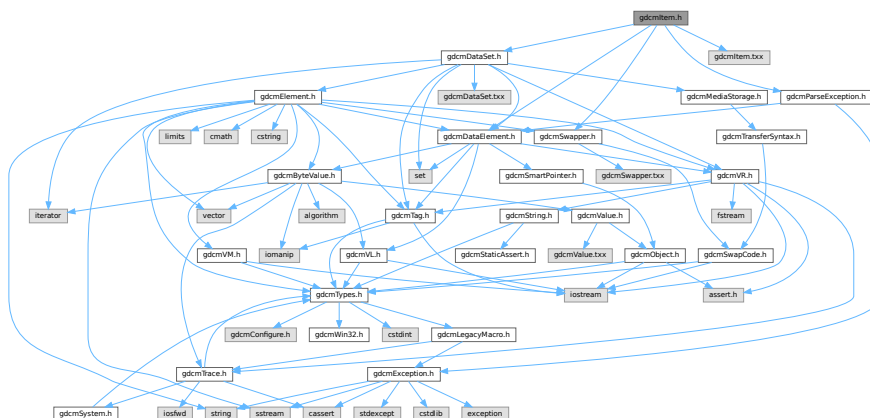 gdcmItem.h
gdcmDataSet.h
gdcmItem.txx
gdcmElement.h
gdcmDataSet.txx
gdcmMediaStorage.h
gdcmParseException.h
limits
cmath
cstring
gdcmDataElement.h
gdcmSwapper.h
gdcmTransferSyntax.h
gdcmByteValue.h
set
gdcmSmartPointer.h
gdcmSwapper.txx
gdcmVR.h
iterator
vector
algorithm
gdcmTag.h
gdcmString.h
gdcmValue.h
fstream
gdcmVM.h
iomanip
gdcmVL.h
gdcmStaticAssert.h
gdcmValue.txx
gdcmObject.h
gdcmSwapCode.h
gdcmTypes.h
iostream
assert.h
gdcmConfigure.h
gdcmWin32.h
cstdint
gdcmLegacyMacro.h
gdcmTrace.h
gdcmException.h
gdcmSystem.h
iosfwd
string
sstream
cassert
stdexcept
cstdlib
exception